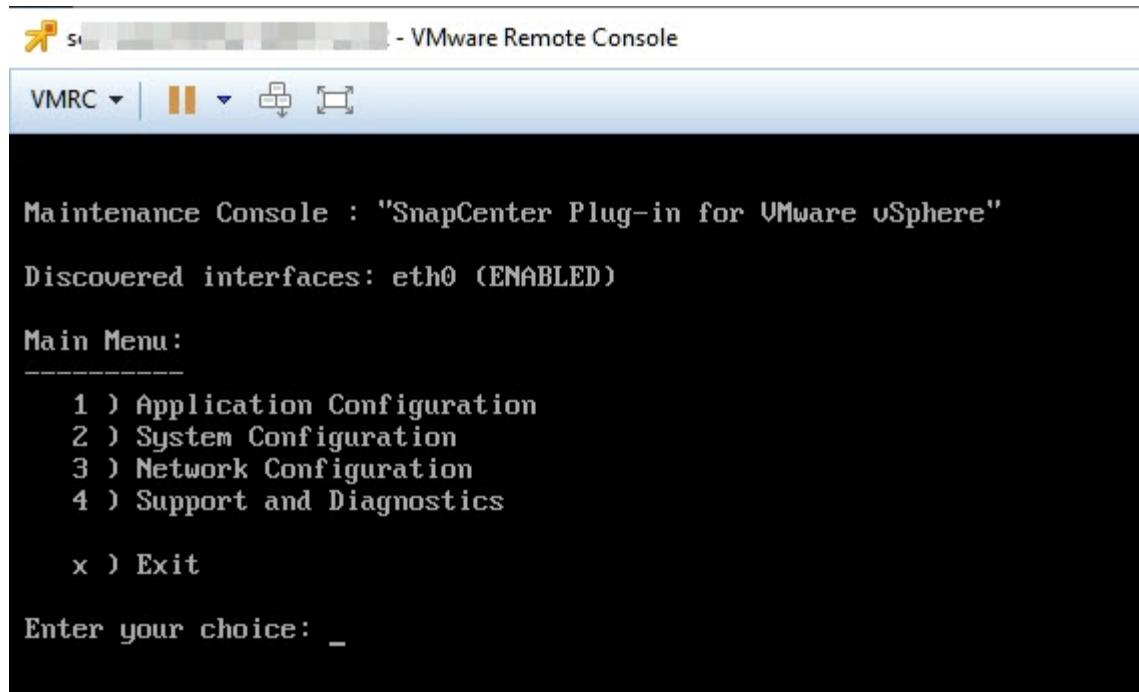 - VMware Remote Console
VMRC
Maintenance Console : "SnapCenter Plug-in for VMware vSphere"
Discovered interfaces: eth0 (ENABLED)
Main Menu:
----------
1 ) Application Configuration
2 ) System Configuration
3 ) Network Configuration
4 ) Support and Diagnostics
x ) Exit
Enter your choice: _